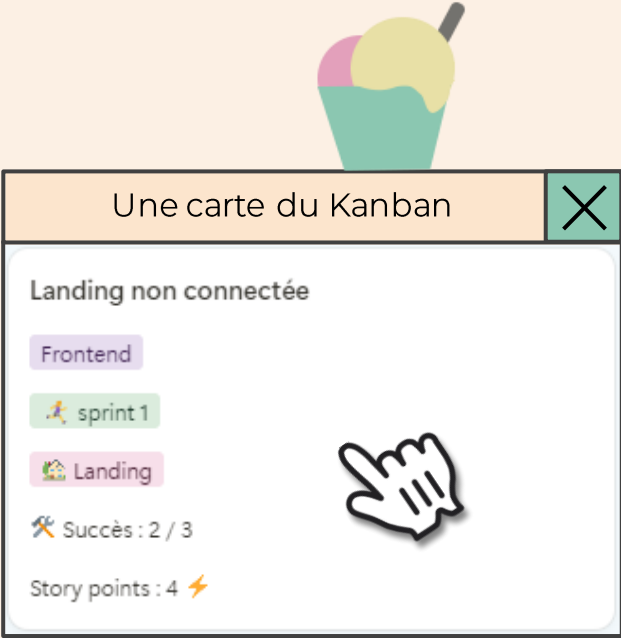 Une carte du Kanban
Landing non connectée
Frontend
🏃‍♀️ sprint 1
🏡 Landing
🛠️ Succès : 2 / 3
Story points : 4 ⚡